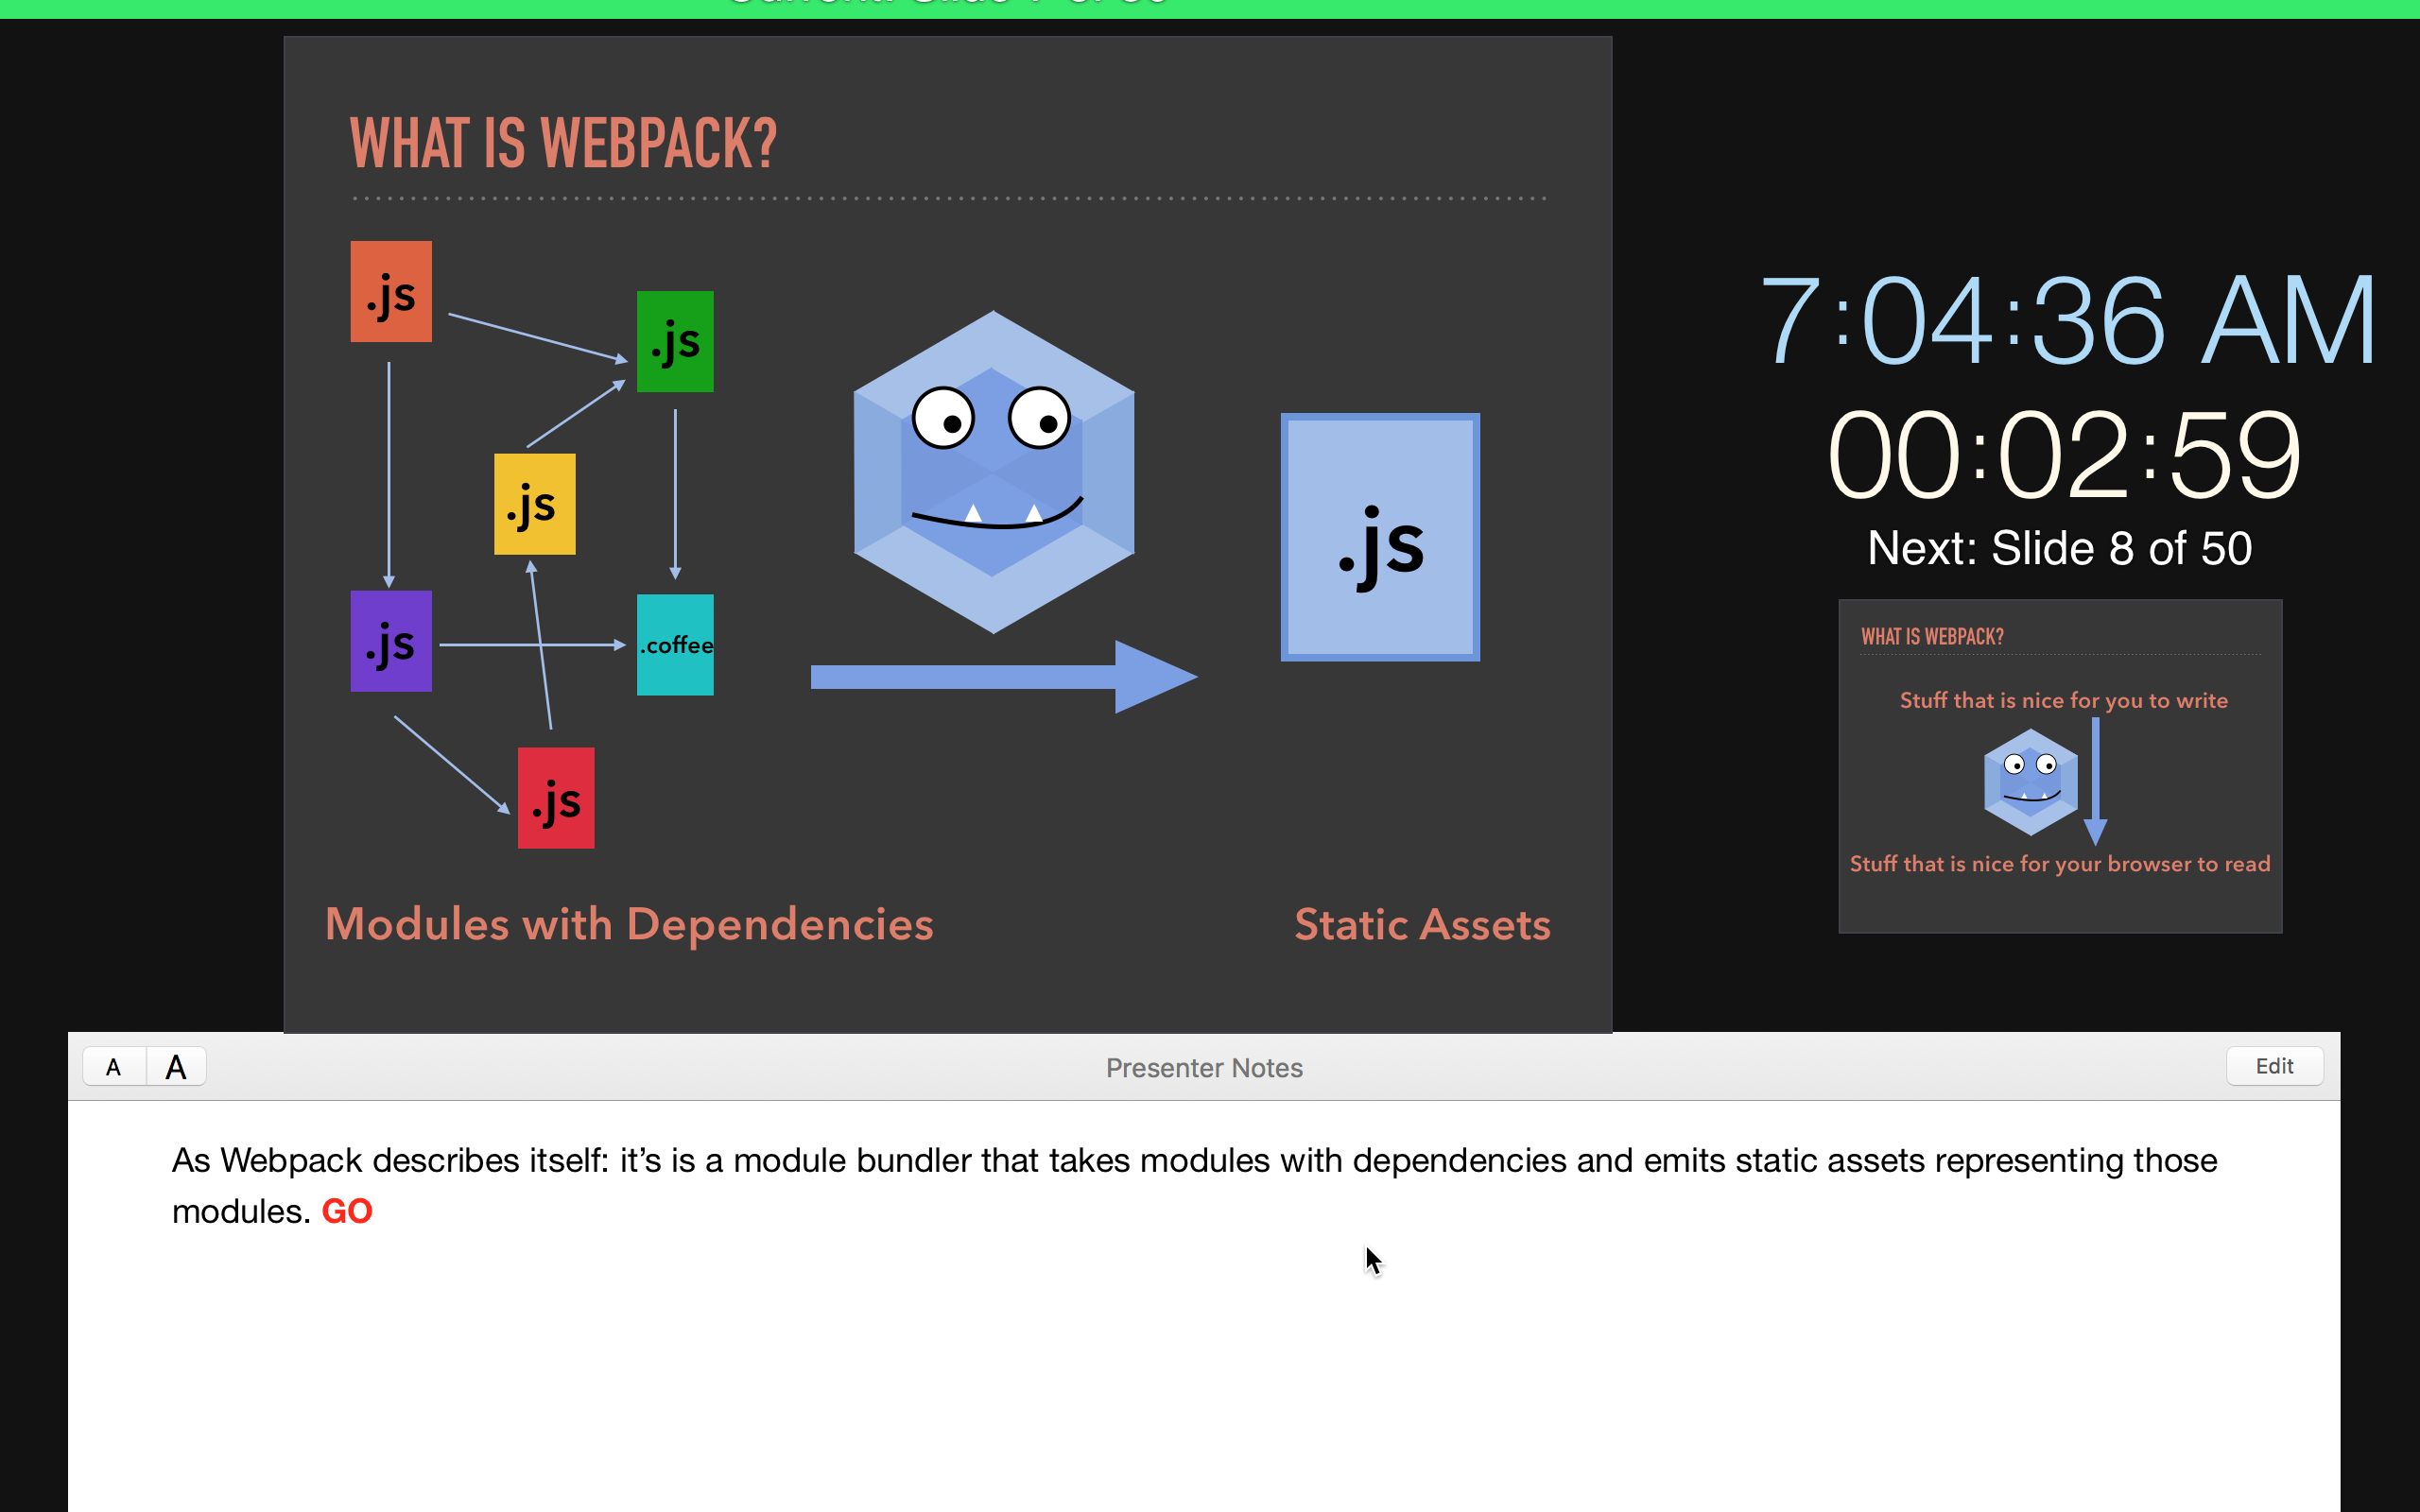 WHAT IS WEBPACK?
.js
.js
.js
.js
.coffee
.js
.js
Modules with Dependencies
Static Assets
7:04:36 AM
00:02:59
Next: Slide 8 of 50
WHAT IS WEBPACK?
Stuff that is nice for you to write
Stuff that is nice for your browser to read
A A
Presenter Notes
Edit
As Webpack describes itself: it’s is a module bundler that takes modules with dependencies and emits static assets representing those
modules. GO